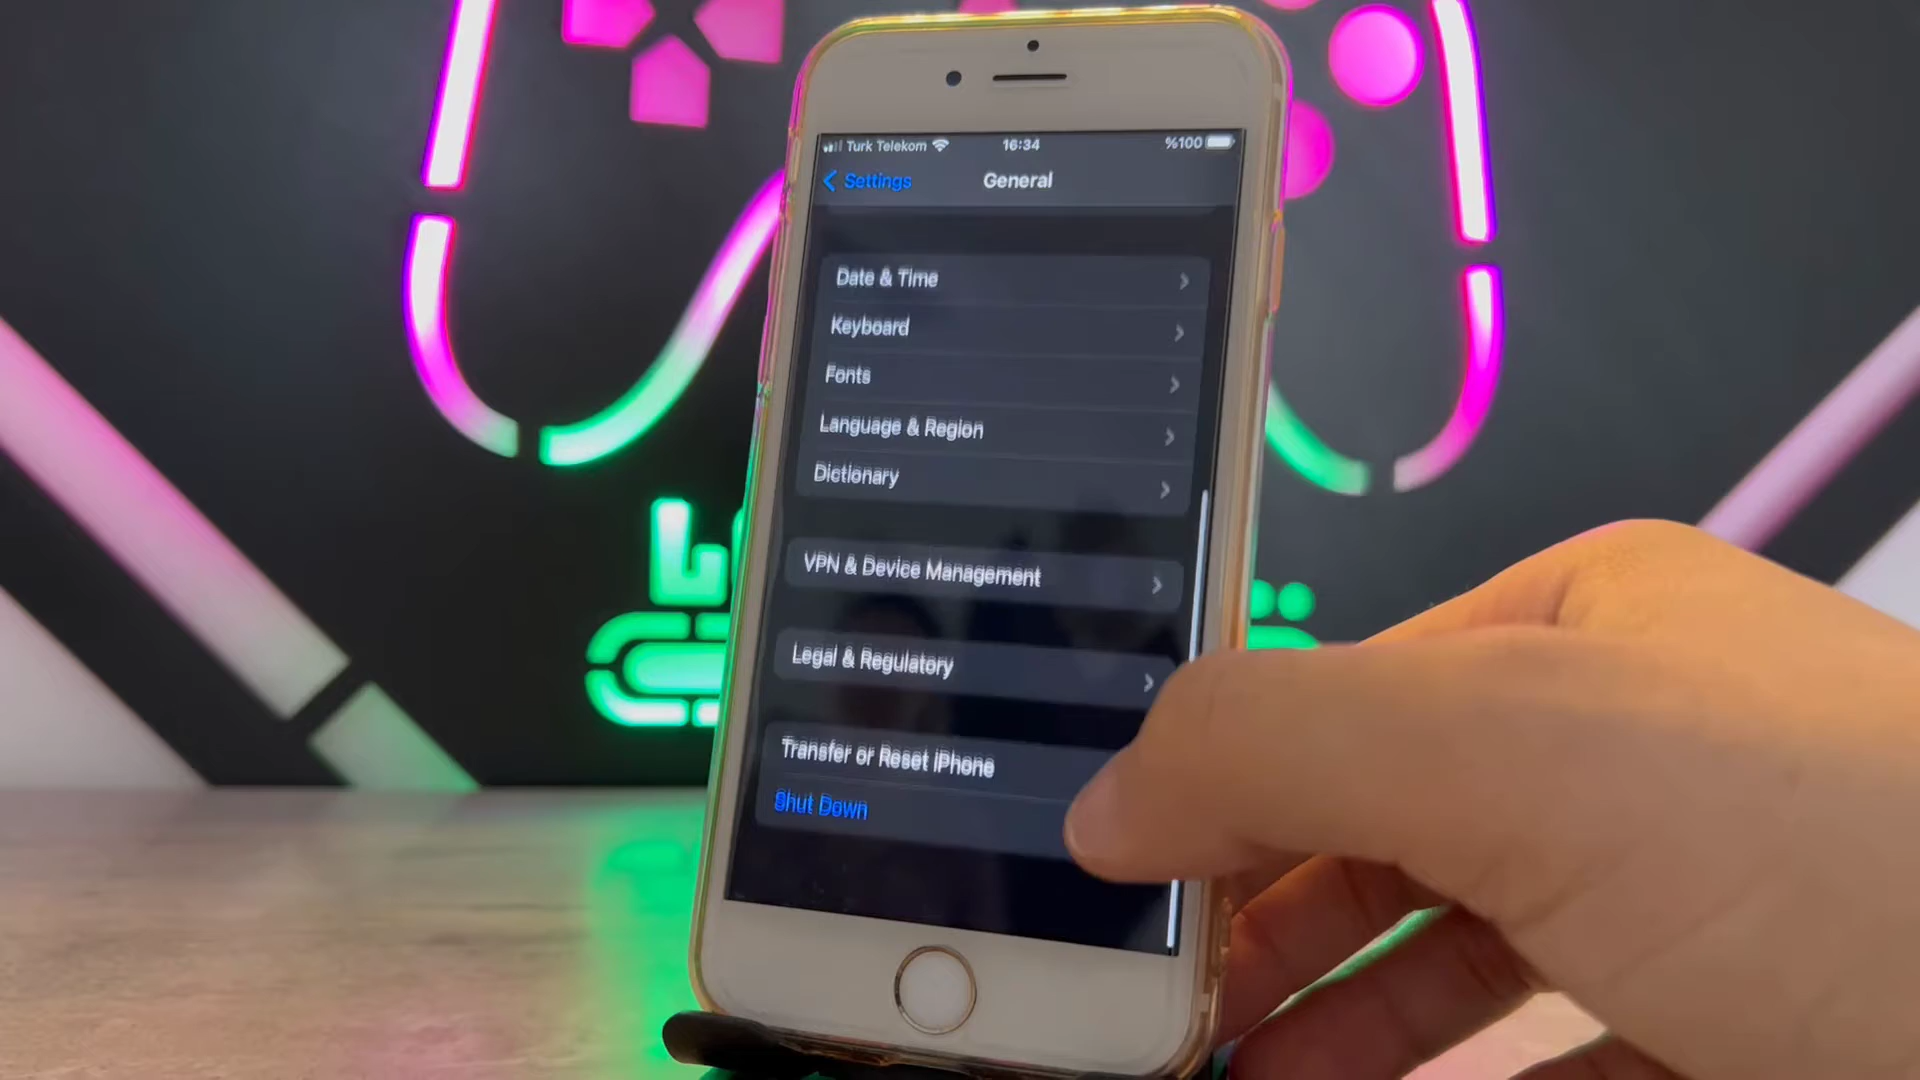 Turk Telekom 16:34 %100
Settings General
Date & Time
Keyboard
Fonts
Language & Region
Dictionary
VPN & Device Management
Legal & Regulatory
Transfer or Reset iPhone
Shut Down